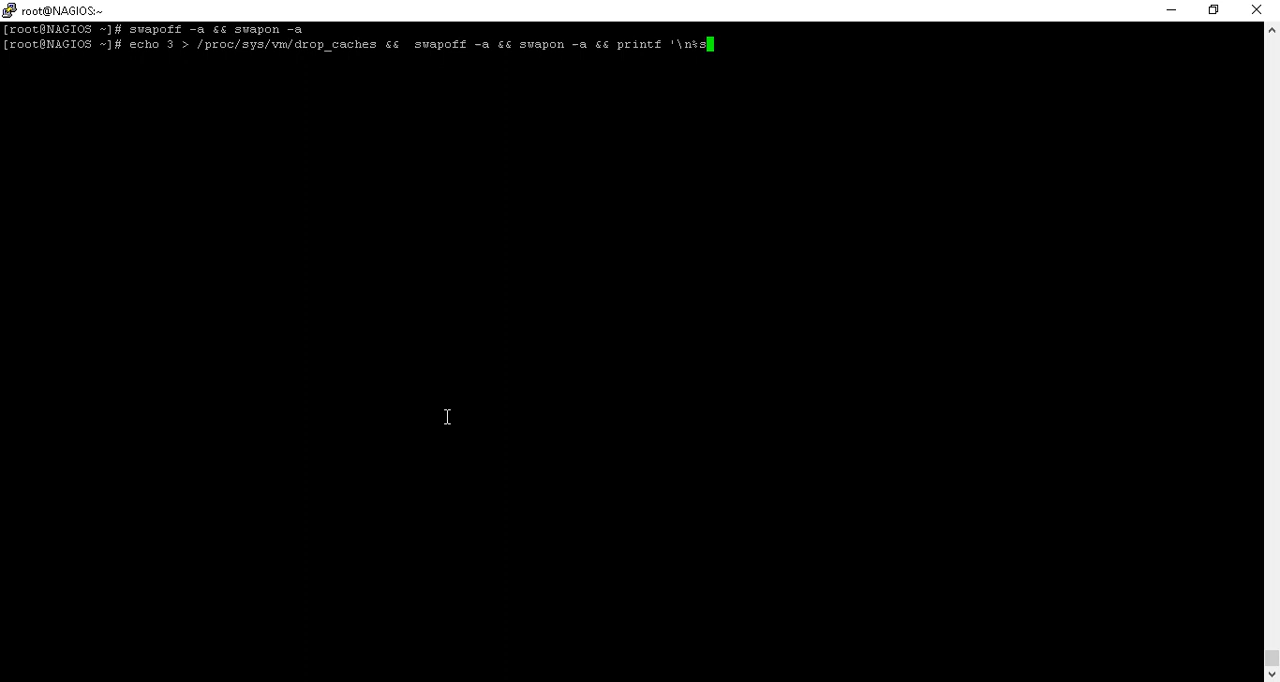 root@NAGIOS:~
[root@NAGIOS ~]# swapoff -a && swapon -a
[root@NAGIOS ~]# echo 3 > /proc/sys/vm/drop_caches &&  swapoff -a && swapon -a && printf '\n%s